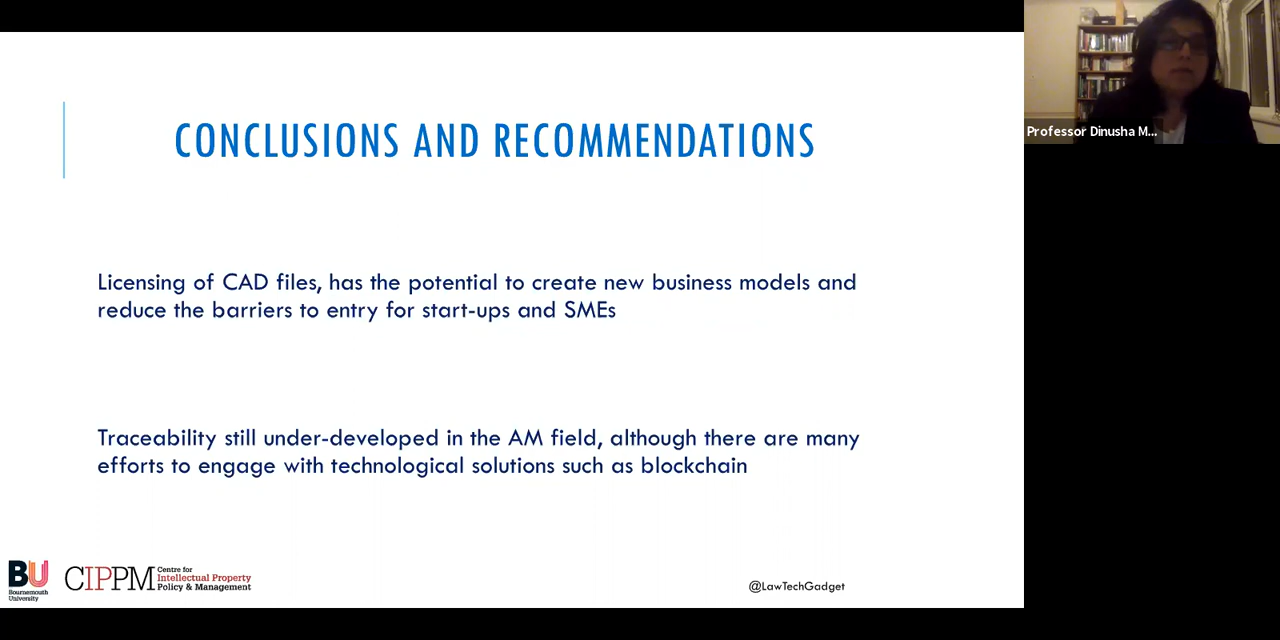 CONCLUSIONS AND RECOMMENDATIONS
Professor Dinusha M...
Licensing of CAD files, has the potential to create new business models and
reduce the barriers to entry for start-ups and SMEs
Traceability still under-developed in the AM field, although there are many
efforts to engage with technological solutions such as blockchain
BU
Bournemouth
University
CIPPM
Centre for
Intellectual Property
Policy & Management
@LawTechGadget